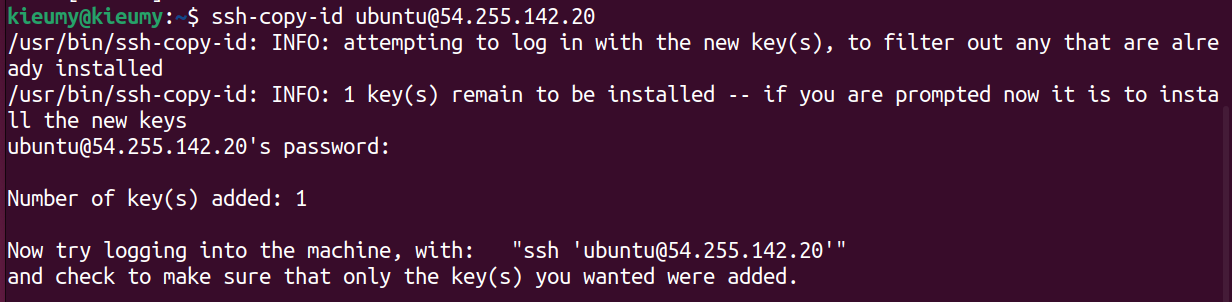 kieumy@kieumy:~$ ssh-copy-id ubuntu@54.255.142.20
/usr/bin/ssh-copy-id: INFO: attempting to log in with the new key(s), to filter out any that are alre
ady installed
/usr/bin/ssh-copy-id: INFO: 1 key(s) remain to be installed -- if you are prompted now it is to insta
ll the new keys
ubuntu@54.255.142.20's password:
Number of key(s) added: 1
Now try logging into the machine, with:   "ssh 'ubuntu@54.255.142.20'"
and check to make sure that only the key(s) you wanted were added.